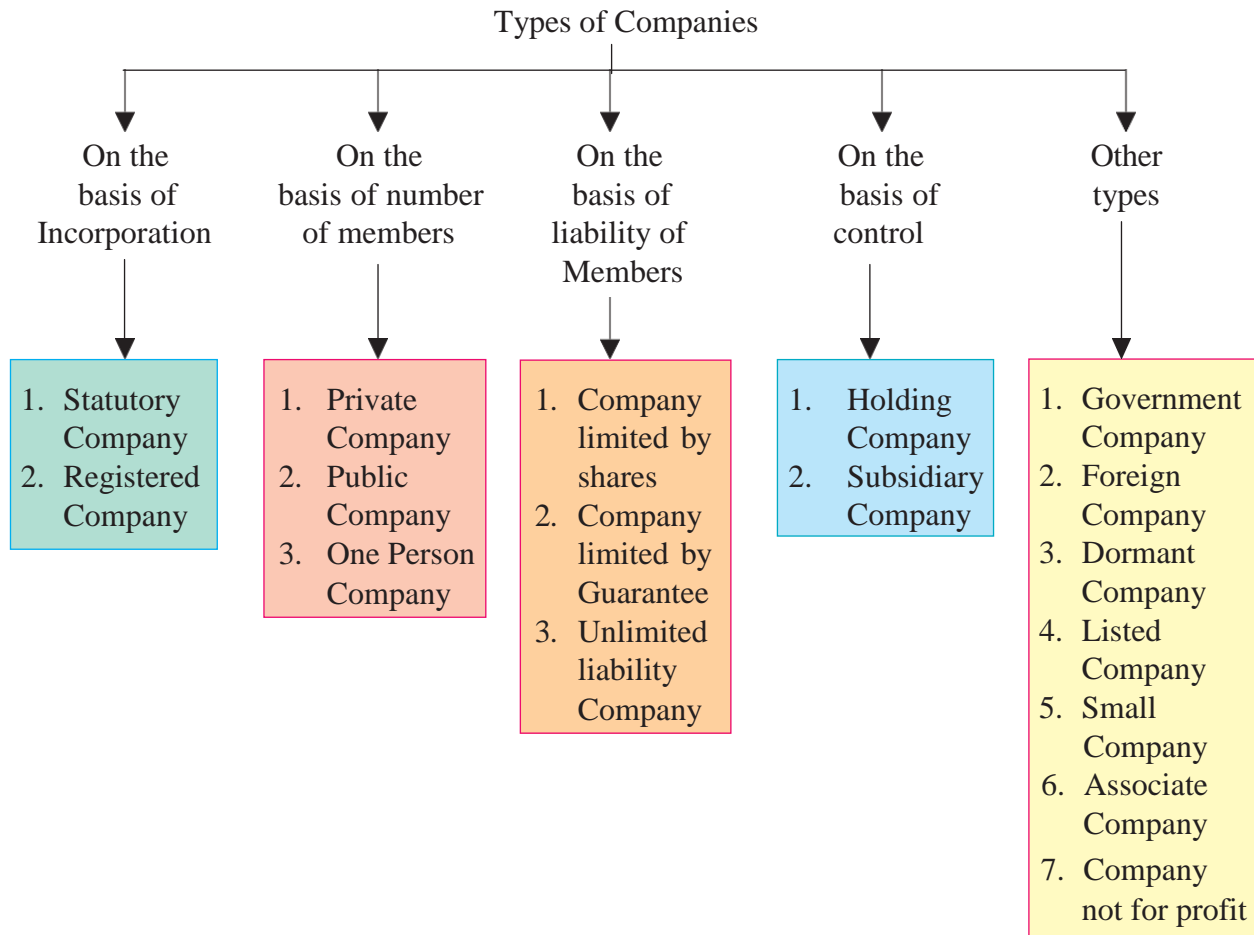 Types of Companies
On the
basis of
Incorporation
On the
basis of number
of members
On the
basis of
liability of
Members
On the
basis of
control
Other
types
1. Statutory
Company
2. Registered
Company
1. Private
Company
2. Public
Company
3. One Person
Company
1. Company
limited by
shares
2. Company
limited by
Guarantee
3. Unlimited
liability
Company
1. Holding
Company
2. Subsidiary
Company
1. Government
Company
2. Foreign
Company
3. Dormant
Company
4. Listed
Company
5. Small
Company
6. Associate
Company
7. Company
not for profit